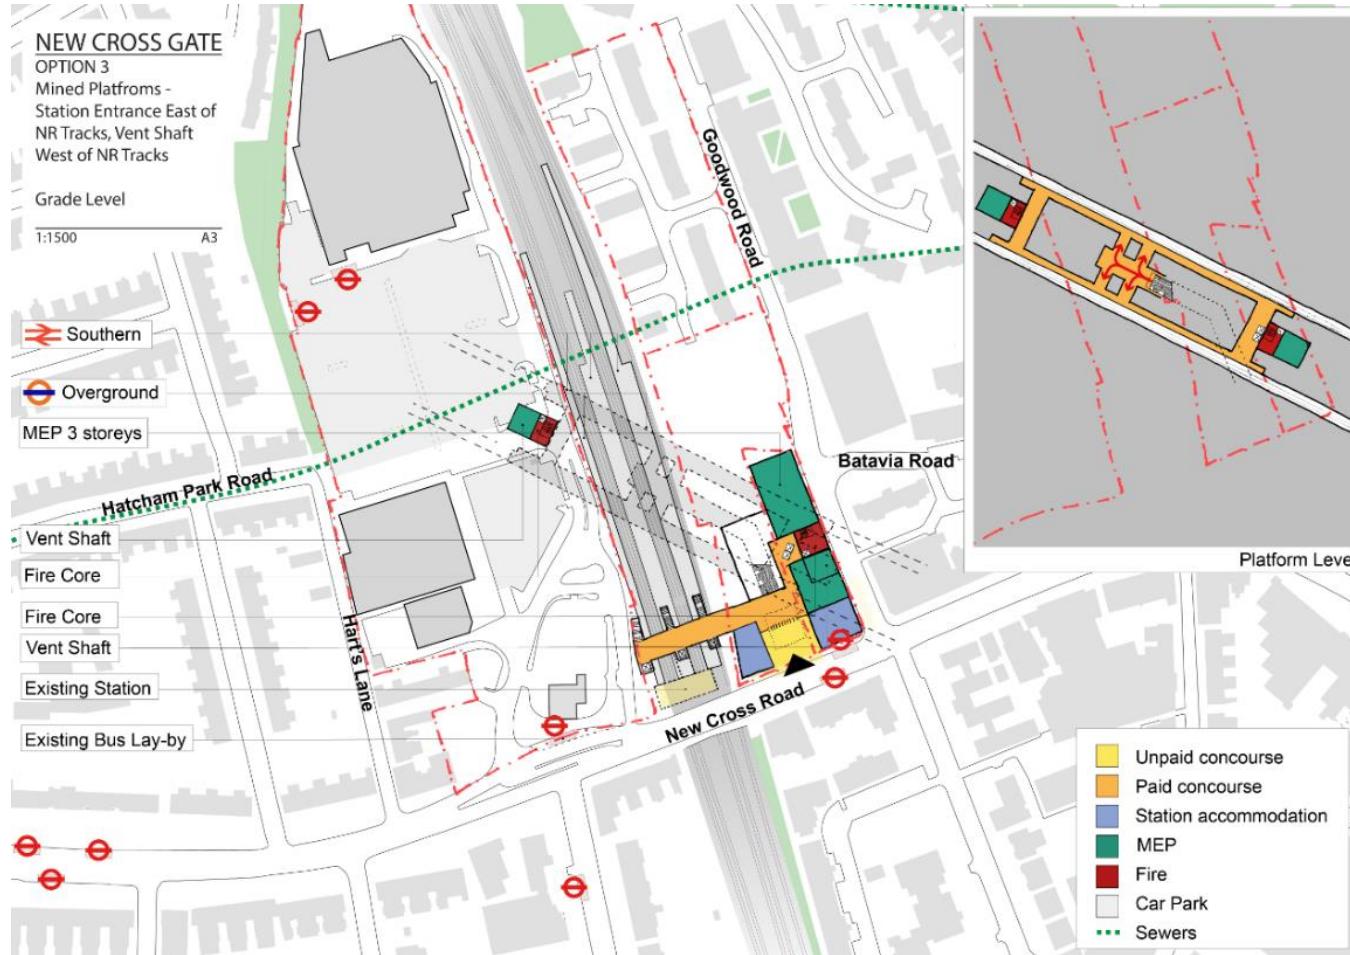 NEW CROSS GATE
OPTION 3
Mined Platfroms -
Station Entrance East of
NR Tracks, Vent Shaft
West of NR Tracks
Grade Level
1:1500 A3
Southern
Overground
MEP 3 storeys
Hatcham Park Road
Vent Shaft
Fire Core
Fire Core
Vent Shaft
Existing Station
Existing Bus Lay-by
Hart's Lane
Goodwood Road
Batavia Road
New Cross Road
Platform Leve
Unpaid concourse
Paid concourse
Station accommodation
MEP
Fire
Car Park
Sewers